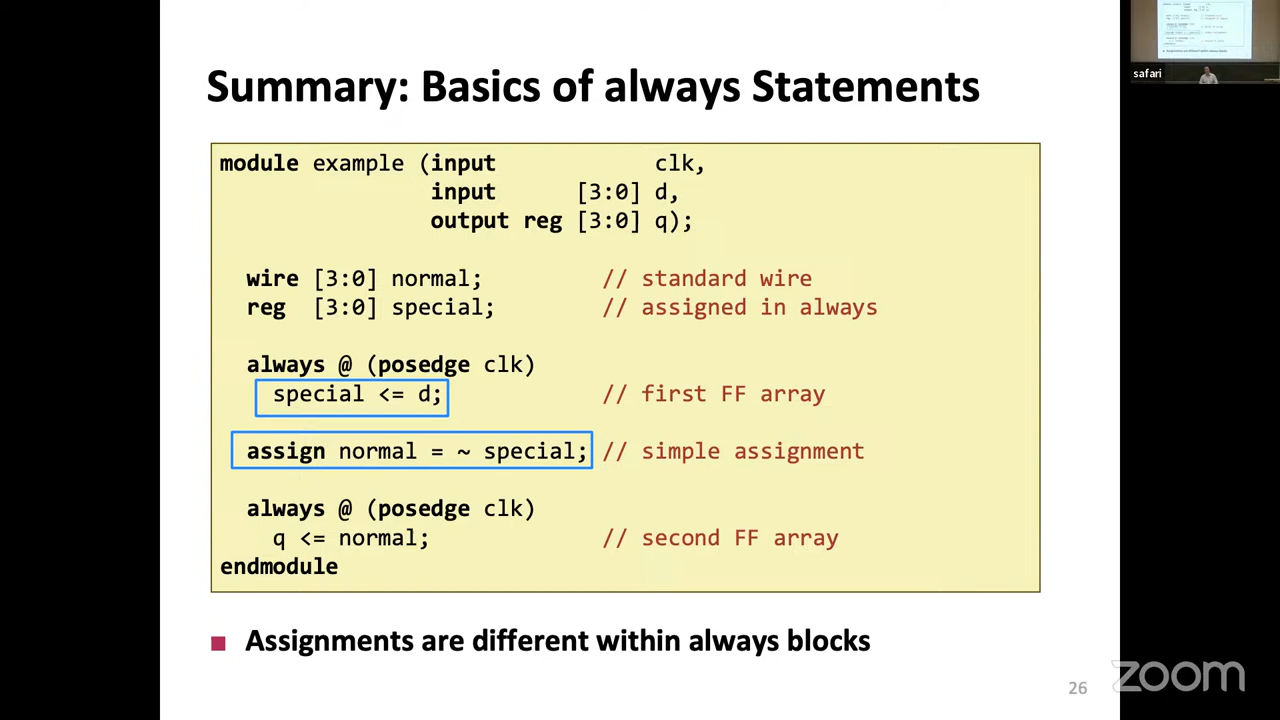 Summary: Basics of always Statements
module example (input clk,
input [3:0] d,
output reg [3:0] q);
wire [3:0] normal; // standard wire
reg [3:0] special; // assigned in always
always @ (posedge clk)
special <= d; // first FF array
assign normal = ~ special; // simple assignment
always @ (posedge clk)
q <= normal; // second FF array
endmodule
Assignments are different within always blocks
26
zoom
safari